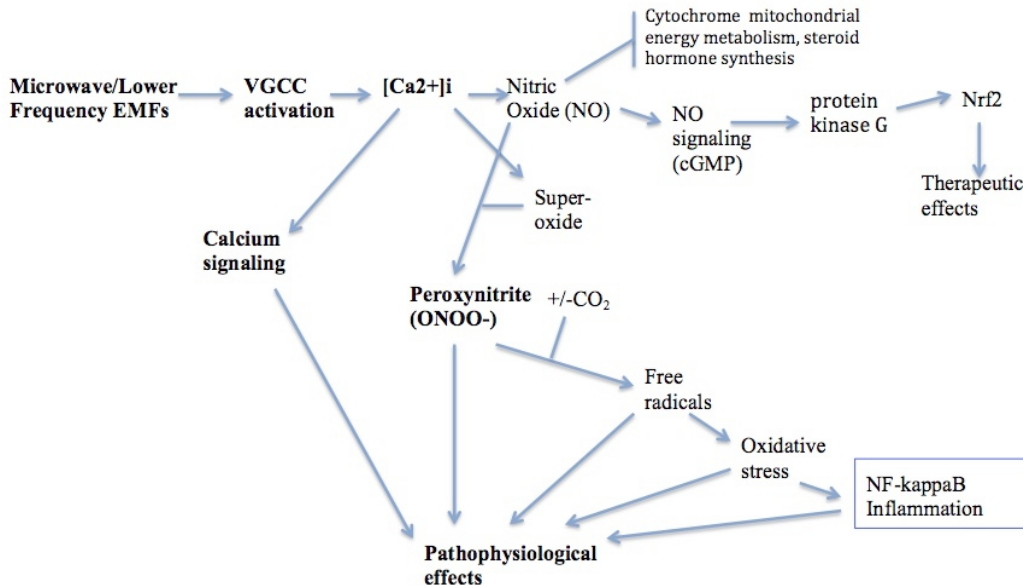 Cytochrome mitochondrial
energy metabolism, steroid
hormone synthesis
Microwave/Lower
Frequency EMFs
VGCC
activation
[Ca2+]i
Nitric
Oxide (NO)
NO
signaling
(cGMP)
protein
kinase G
Nrf2
Therapeutic
effects
Super-
oxide
Calcium
signaling
Peroxynitrite
(ONOO-)
+/-CO₂
Free
radicals
Oxidative
stress
NF-kappaB
Inflammation
Pathophysiological
effects